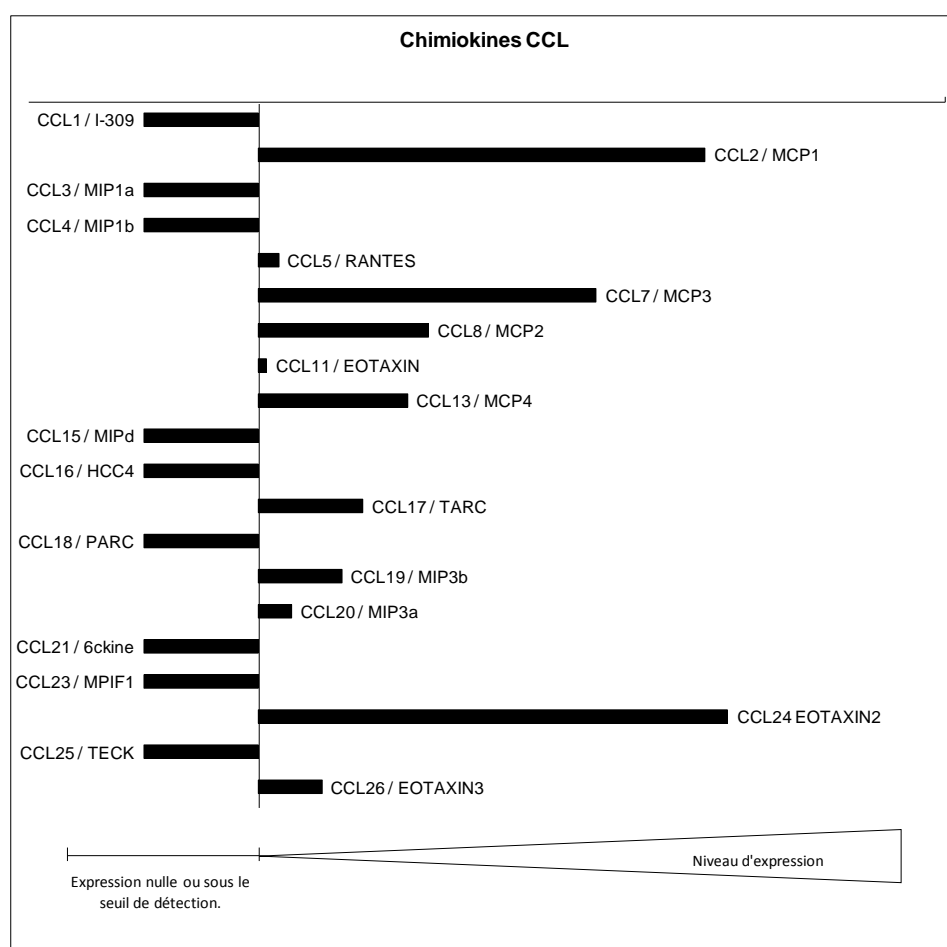 Chimiokines CCL
CCL1 / I-309
CCL2 / MCP1
CCL3 / MIP1a
CCL4 / MIP1b
CCL5 / RANTES
CCL7 / MCP3
CCL8 / MCP2
CCL11 / EOTAXIN
CCL13 / MCP4
CCL15 / MIPd
CCL16 / HCC4
CCL17 / TARC
CCL18 / PARC
CCL19 / MIP3b
CCL20 / MIP3a
CCL21 / 6ckine
CCL23 / MPIF1
CCL24 EOTAXIN2
CCL25 / TECK
CCL26 / EOTAXIN3
Niveau d'expression
Expression nulle ou sous le
seuil de détection.